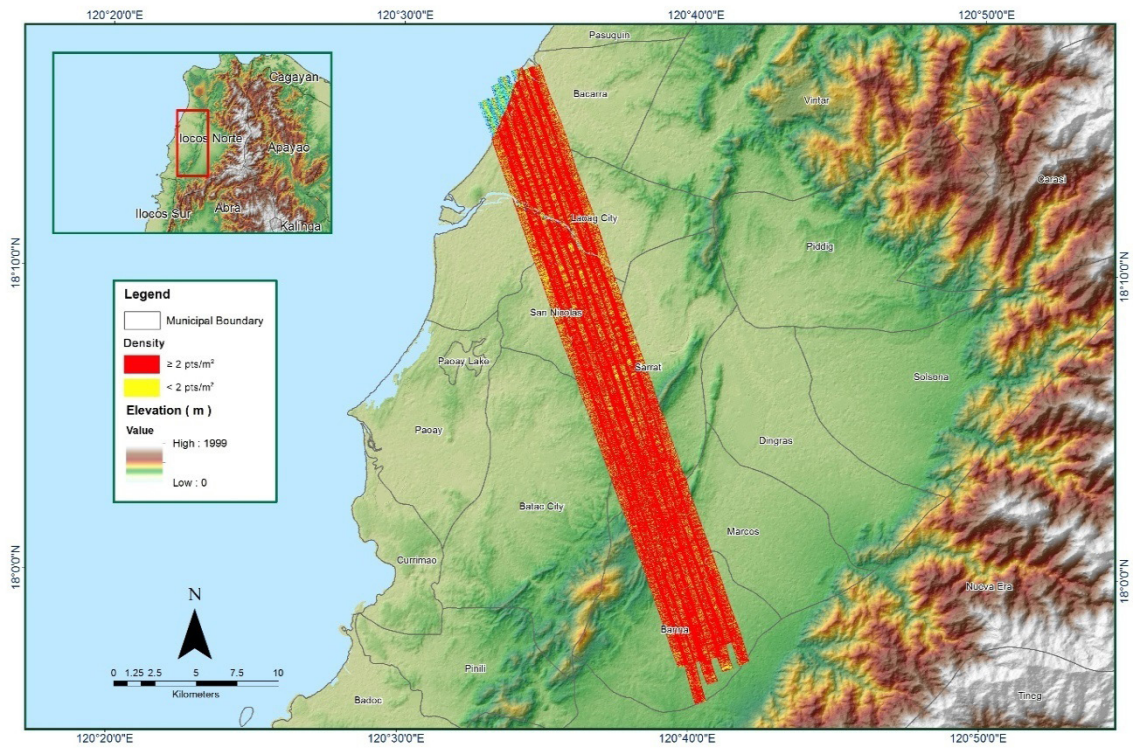 120°20'0"E
120°30'0"E
120°40'0"E
120°50'0"E
Pasuquin
Cagayan
Ilocos Norte
Apayao
Ilocos Sur
Abra
Kalinga
Bacarra
Vintar
Carasi
Laoag City
Piddig
18°10'0"N
18°10'0"N
Legend
Municipal Boundary
Density
≥ 2 pts/m²
< 2 pts/m²
Elevation ( m )
Value
High : 1999
Low : 0
San Nicolas
Paoay Lake
Sarrat
Solsona
Paoay
Dingras
Batac City
Marcos
Currimao
18°0'0"N
18°0'0"N
Nueva Era
N
Banna
Pinili
0 1.25 2.5 5 7.5 10
Kilometers
Badoc
Tineg
120°20'0"E
120°30'0"E
120°40'0"E
120°50'0"E